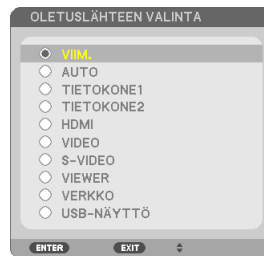 OLETUSLÄHTEEN VALINTA
VIIM.
AUTO
TIETOKONE1
TIETOKONE2
HDMI
VIDEO
S-VIDEO
VIEWER
VERKKO
USB-NÄYTTÖ
ENTER EXIT